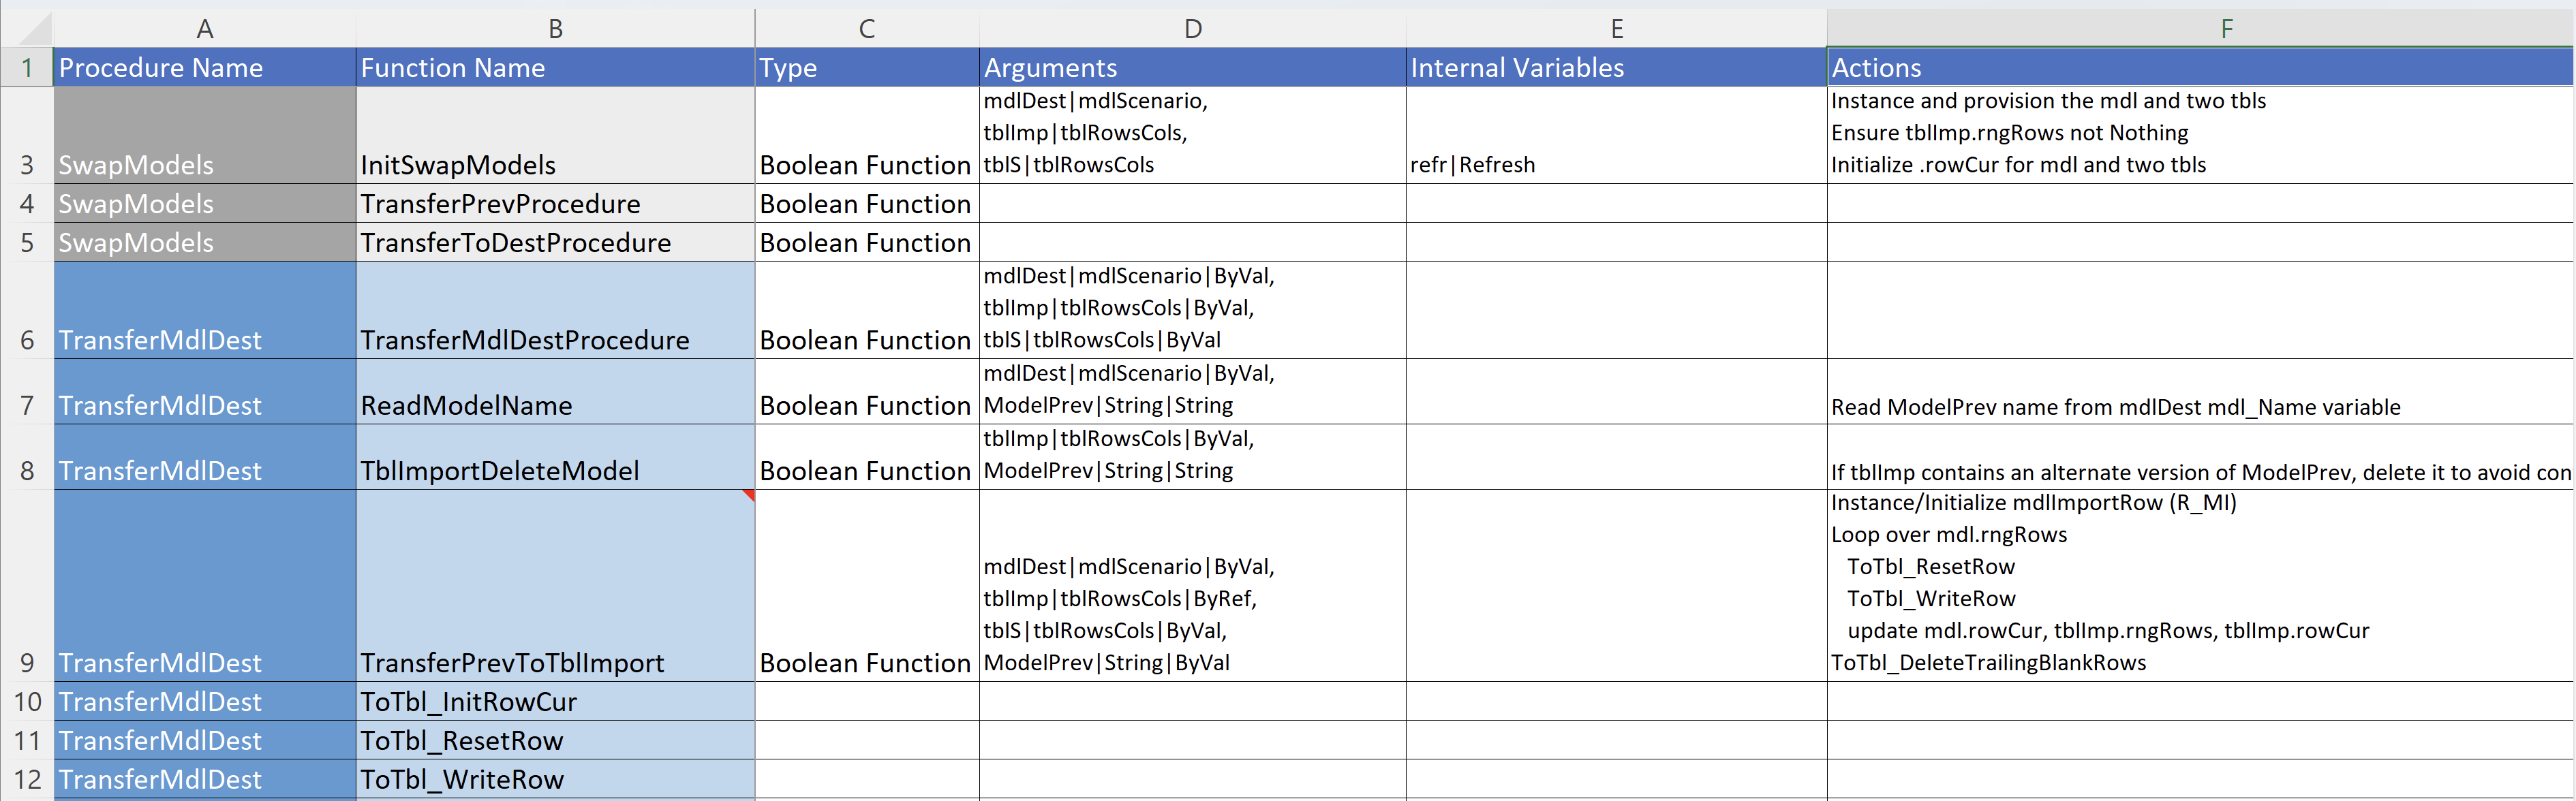 A B C D E F
1 Procedure Name Function Name Type Arguments Internal Variables Actions
mdlDest|mdlScenario, Instance and provision the mdl and two tbls
tblImp|tblRowsCols, Ensure tblImp.rngRows not Nothing
3 SwapModels InitSwapModels Boolean Function tblS|tblRowsCols refr|Refresh Initialize .rowCur for mdl and two tbls
4 SwapModels TransferPrevProcedure Boolean Function
5 SwapModels TransferToDestProcedure Boolean Function
mdlDest|mdlScenario|ByVal,
tblImp|tblRowsCols|ByVal,
6 TransferMdlDest TransferMdlDestProcedure Boolean Function tblS|tblRowsCols|ByVal
mdlDest|mdlScenario|ByVal,
7 TransferMdlDest ReadModelName Boolean Function ModelPrev|String|String Read ModelPrev name from mdlDest mdl_Name variable
tblImp|tblRowsCols|ByVal,
8 TransferMdlDest TblImportDeleteModel Boolean Function ModelPrev|String|String If tblImp contains an alternate version of ModelPrev, delete it to avoid con
Instance/Initialize mdlImportRow (R_MI)
Loop over mdl.rngRows
mdlDest|mdlScenario|ByVal, ToTbl_ResetRow
tblImp|tblRowsCols|ByRef, ToTbl_WriteRow
tblS|tblRowsCols|ByVal, update mdl.rowCur, tblImp.rngRows, tblImp.rowCur
9 TransferMdlDest TransferPrevToTblImport Boolean Function ModelPrev|String|ByVal ToTbl_DeleteTrailingBlankRows
10 TransferMdlDest ToTbl_InitRowCur
11 TransferMdlDest ToTbl_ResetRow
12 TransferMdlDest ToTbl_WriteRow